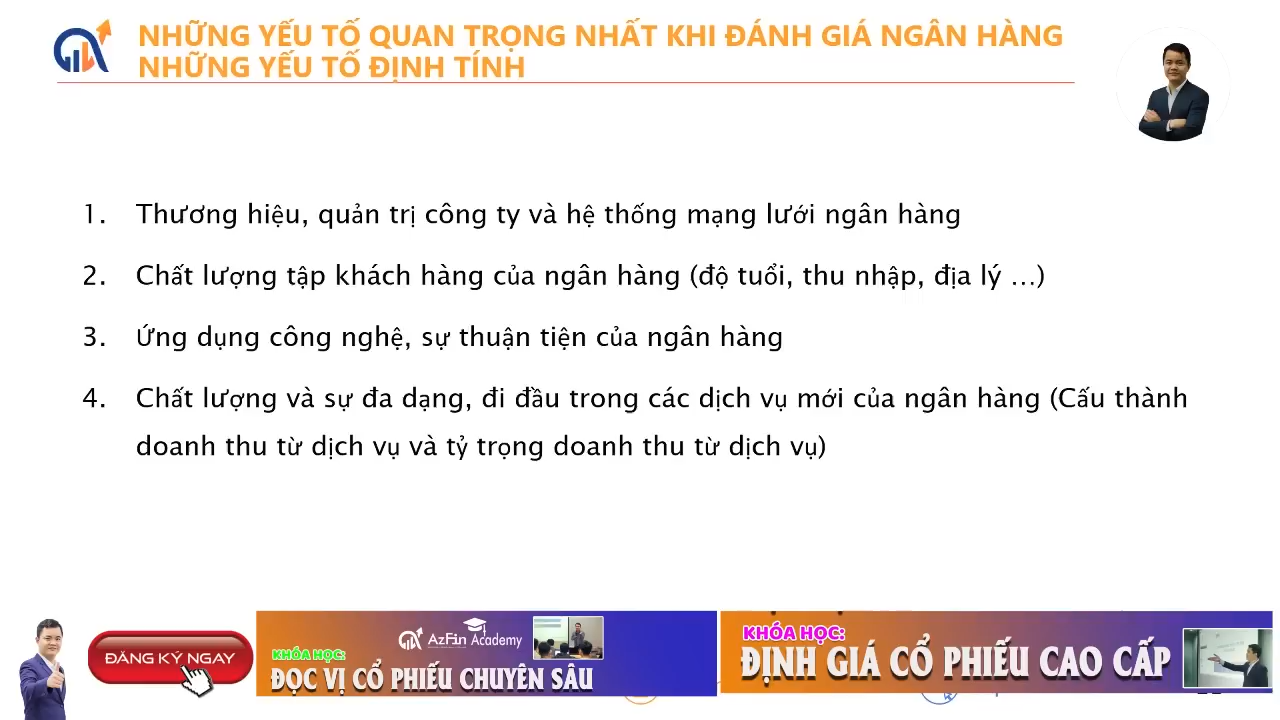 NHỮNG YẾU TỐ QUAN TRỌNG NHẤT KHI ĐÁNH GIÁ NGÂN HÀNG
NHỮNG YẾU TỐ ĐỊNH TÍNH
1. Thương hiệu, quản trị công ty và hệ thống mạng lưới ngân hàng
2. Chất lượng tập khách hàng của ngân hàng (độ tuổi, thu nhập, địa lý ...)
3. Ứng dụng công nghệ, sự thuận tiện của ngân hàng
4. Chất lượng và sự đa dạng, đi đầu trong các dịch vụ mới của ngân hàng (Cấu thành
doanh thu từ dịch vụ và tỷ trọng doanh thu từ dịch vụ)
ĐĂNG KÝ NGAY
AzFin Academy
KHÓA HỌC:
ĐỌC VỊ CỔ PHIẾU CHUYÊN SÂU
KHÓA HỌC:
ĐỊNH GIÁ CỔ PHIẾU CAO CẤP